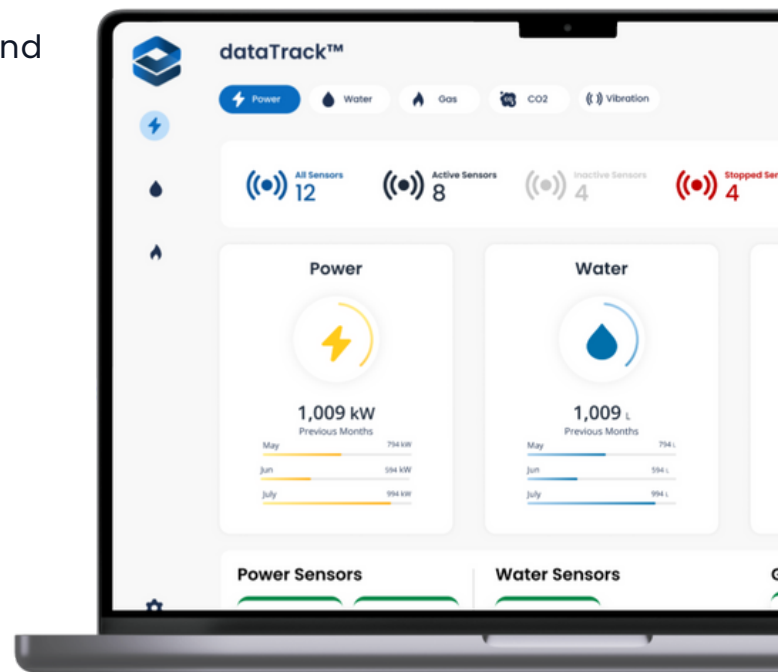 nd
dataTrack™
Power Water Gas CO2 Vibration
All Sensors
12
Active Sensors
8
Inactive Sensors
4
Stopped Sen
4
Power
1,009 kW
Previous Months
May 794 kW
Jun 594 kW
July 994 kW
Water
1,009 L
Previous Months
May 794 L
Jun 594 L
July 994 L
Power Sensors
Water Sensors
G